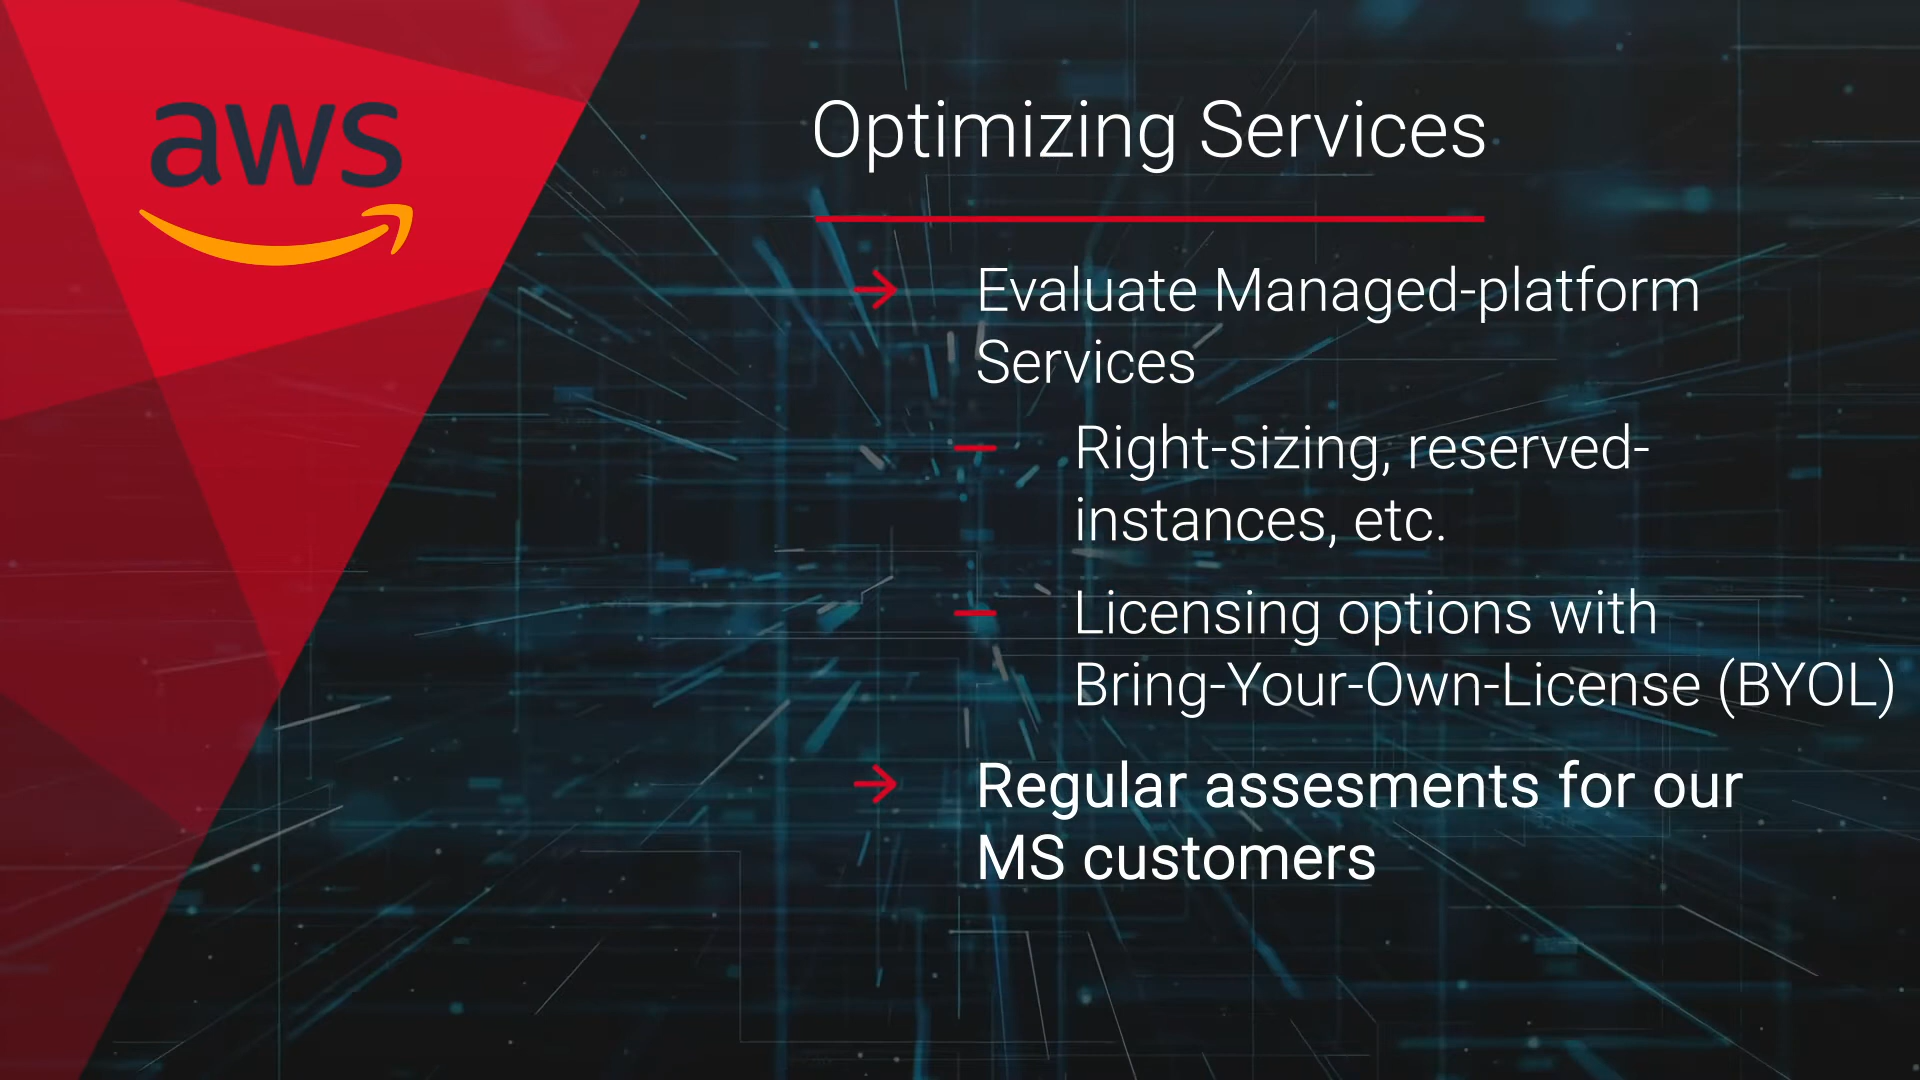 aws
Optimizing Services
Evaluate Managed-platform
Services
Right-sizing, reserved-
instances, etc.
Licensing options with
Bring-Your-Own-License (BYOL)
Regular assesments for our
MS customers